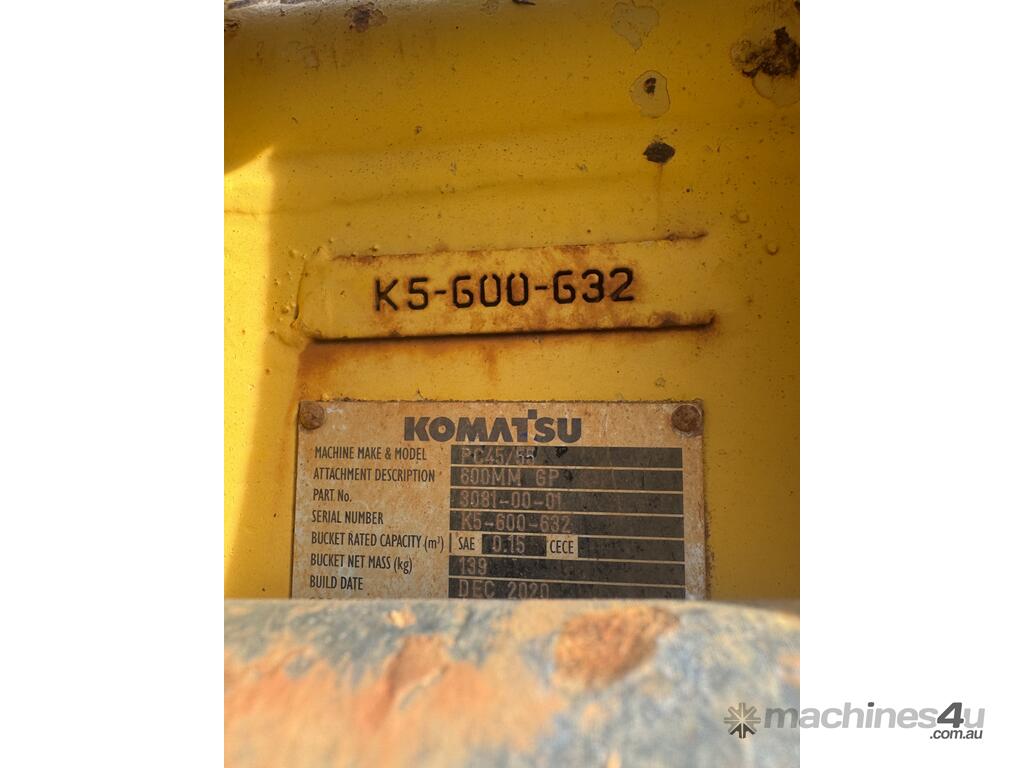 K5-600-632
KOMATSU
MACHINE MAKE & MODEL PC45/55
ATTACHMENT DESCRIPTION 600MM GP
PART No. 3081-00-01
SERIAL NUMBER K5-600-632
BUCKET RATED CAPACITY (m³) SAE 0.15 CECE
BUCKET NET MASS (kg) 139
BUILD DATE DEC 2020
machines4u
.com.au